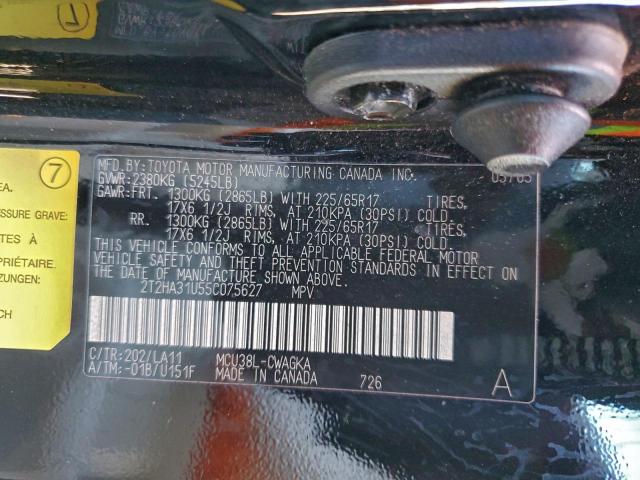 7
MFD.BY:TOYOTA MOTOR MANUFACTURING CANADA INC.
GVWR:2380KG (5245LB) 03/05
GAWR:FRT. 1300KG (2865LB) WITH 225/65R17 TIRES,
17X6 1/2J RIMS, AT 210KPA (30PSI) COLD.
RR. 1300KG (2865LB) WITH 225/65R17 TIRES,
17X6 1/2J RIMS, AT 210KPA (30PSI) COLD.
THIS VEHICLE CONFORMS TO ALL APPLICABLE FEDERAL MOTOR
VEHICLE SAFETY AND THEFT PREVENTION STANDARDS IN EFFECT ON
THE DATE OF MANUFACTURE SHOWN ABOVE.
2T2HA31U55C075627 MPV
C/TR:202/LA11 MCU38L-CWAGKA
A/TM:-01B/U151F MADE IN CANADA 726 A
7
EA.
ESSURE GRAVE:
ETES À
OPRIÉTAIRE.
ZUNGEN:
CH